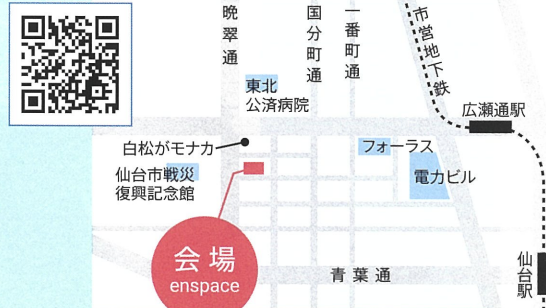 晩翠通
国分町通
一番町通
市営地下鉄
東北
公済病院
広瀬通駅
白松がモナカ
フォーラス
仙台市戦災
復興記念館
電力ビル
会場
enspace
青葉通
仙台駅